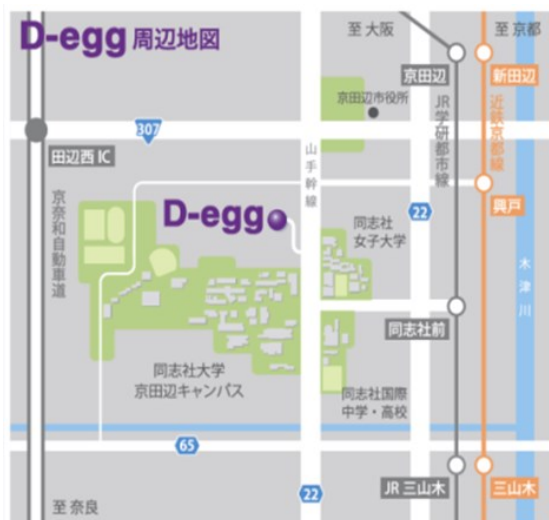 D-egg 周辺地図
至 大阪
至 京都
京田辺
新田辺
京田辺市役所
JR学研都市線
近鉄京都線
307
田辺西 IC
山手幹線
京奈和自動車道
D-egg
同志社
女子大学
22
興戸
木津川
同志社前
同志社大学
京田辺キャンパス
同志社国際
中学・高校
65
JR 三山木
三山木
22
至 奈良